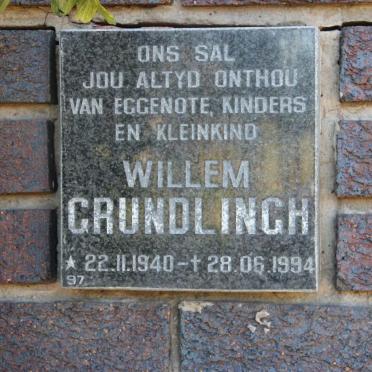 ONS SAL
JOU ALTYD ONTHOU
VAN EGGENOTE, KINDERS
EN KLEINKIND
WILLEM
GRUNDLINGH
* 22.11.1940 - † 28.06.1994
97